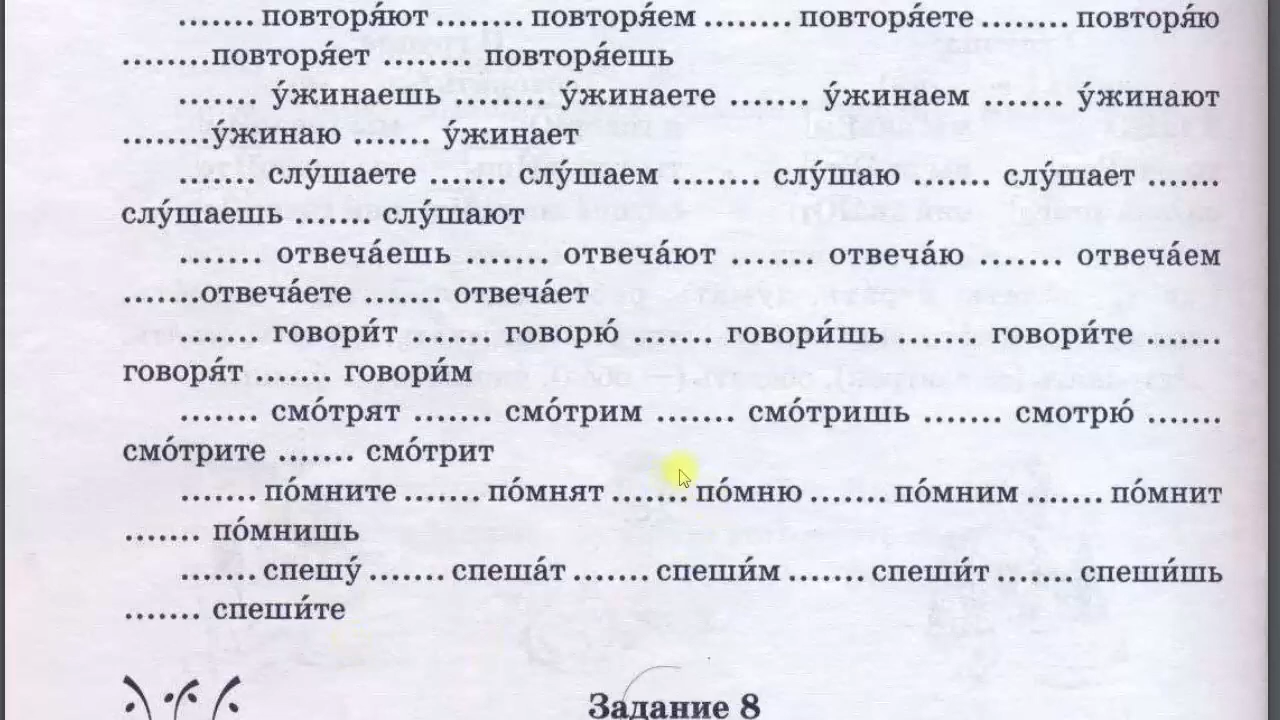 ....... повторя́ют ........ повторя́ем ........ повторя́ете ........ повторя́ю
........повторя́ет ........ повторя́ешь
....... у́жинаешь ........ у́жинаете ....... у́жинаем ....... у́жинают
........у́жинаю ....... у́жинает
....... слу́шаете ....... слу́шаем ........ слу́шаю ....... слу́шает .......
слу́шаешь ....... слу́шают
....... отвеча́ешь ....... отвеча́ют ....... отвеча́ю ....... отвеча́ем
.......отвеча́ете ....... отвеча́ет
....... говори́т ....... говорю́ ....... говори́шь ....... говори́те .......
говоря́т ....... говори́м
....... смо́трят ....... смо́трим ....... смо́тришь ....... смотрю́ .......
смо́трите ....... смо́трит
....... по́мните ....... по́мнят ....... по́мню ....... по́мним ....... по́мнит
....... по́мнишь
....... спешу́ ....... спеша́т ....... спеши́м ....... спеши́т ....... спеши́шь
....... спеши́те
Задание 8